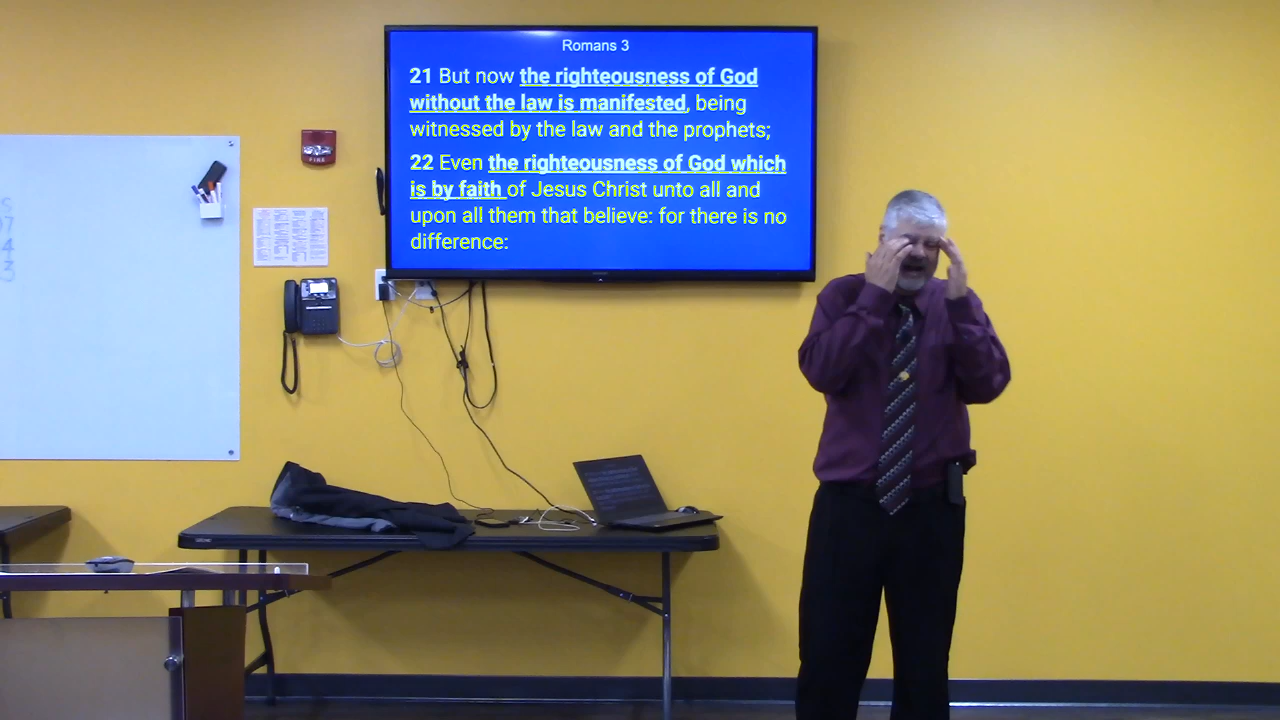 Romans 3
21 But now the righteousness of God
without the law is manifested, being
witnessed by the law and the prophets;
22 Even the righteousness of God which
is by faith of Jesus Christ unto all and
upon all them that believe: for there is no
difference:
FIRE